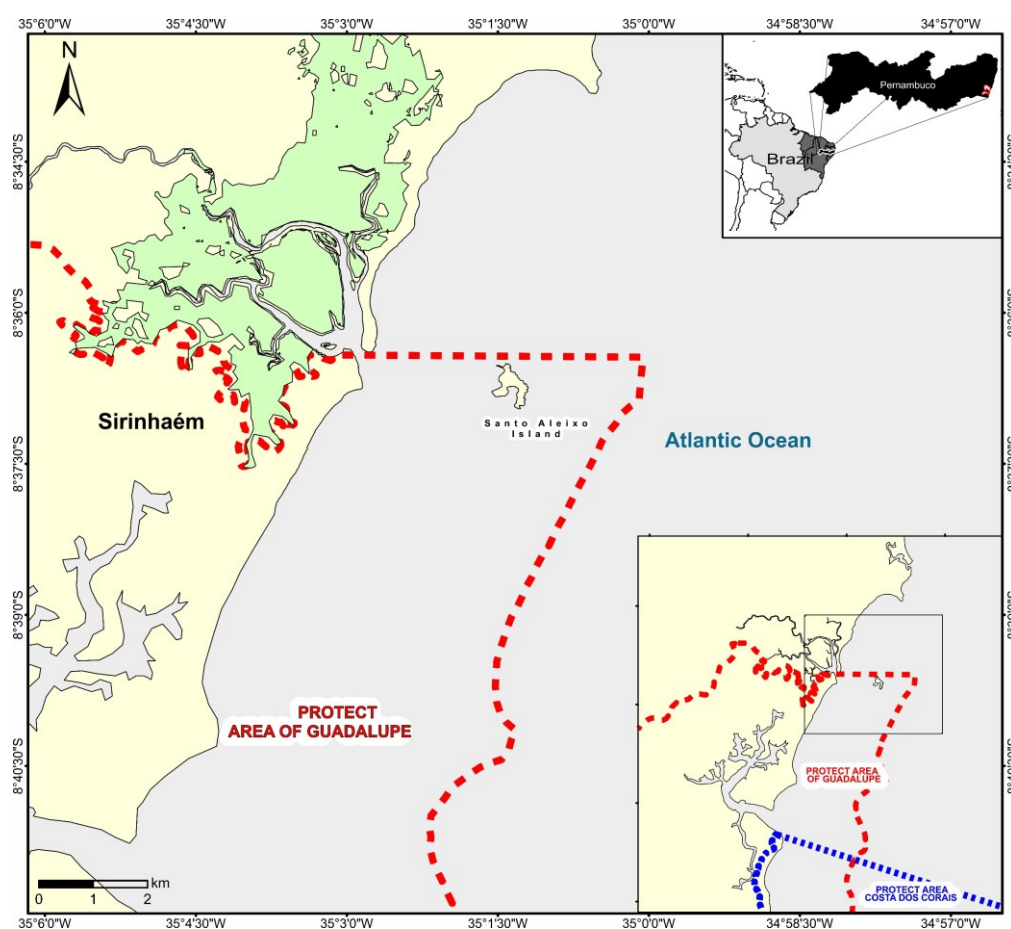 35°6'0"W 35°4'30"W 35°3'0"W 35°1'30"W 35°0'0"W 34°58'30"W 34°57'0"W
N
Pernambuco
Brazil
8°34'30"S
8°36'0"S
Sirinhaém
Santo Aleixo
Island
Atlantic Ocean
8°37'30"S
8°39'0"S
PROTECT
AREA OF GUADALUPE
8°40'30"S
PROTECT AREA
OF GUADALUPE
PROTECT AREA
COSTA DOS CORAIS
km
0 1 2
35°6'0"W 35°4'30"W 35°3'0"W 35°1'30"W 35°0'0"W 34°58'30"W 34°57'0"W